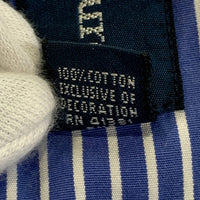 100% COTTON
EXCLUSIVE OF
DECORATION
RN 41381